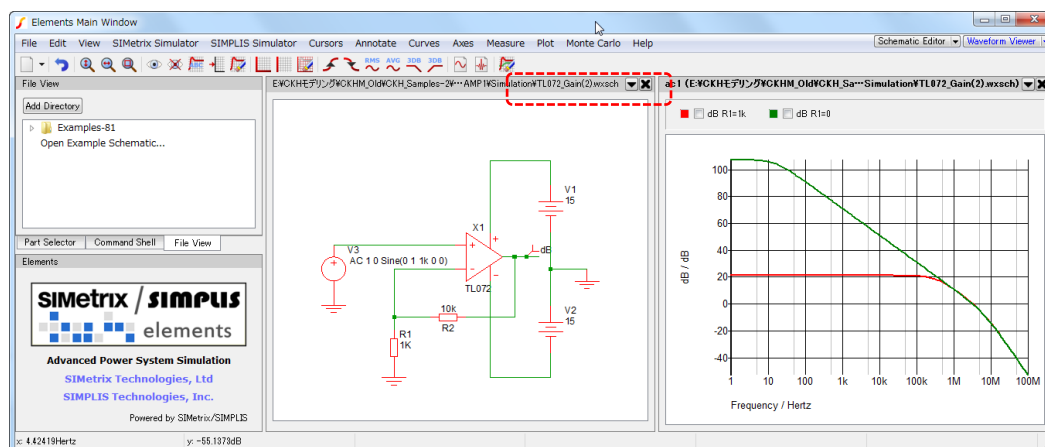 Elements Main Window
File Edit View SIMetrix Simulator SIMPLIS Simulator Cursors Annotate Curves Axes Measure Plot Monte Carlo Help
Schematic Editor Waveform Viewer
RMS AVG 3DB 3DB
File View
Add Directory
Examples-81
Open Example Schematic...
Part Selector Command Shell File View
Elements
SIMetrix / SIMPLIS
elements
Advanced Power System Simulation
SIMetrix Technologies, Ltd
SIMPLIS Technologies, Inc.
Powered by SIMetrix/SIMPLIS
x: 4.42419Hertz y: -55.1373dB
E:¥CKHモデリング¥CKHM_Old¥CKH_Samples-2¥…AMP1¥Simulation¥TL072_Gain(2).wxsch
V1
15
X1
dB
V3
AC 1 0 Sine(0 1 1k 0 0)
TL072
10k
R2
R1
1K
V2
15
ac1 (E:¥CKHモデリング¥CKHM_Old¥CKH_Sa…Simulation¥TL072_Gain(2).wxsch)
dB R1=1k dB R1=0
100
80
60
40
20
0
-20
-40
dB / dB
1 10 100 1k 10k 100k 1M 10M 100M
Frequency / Hertz